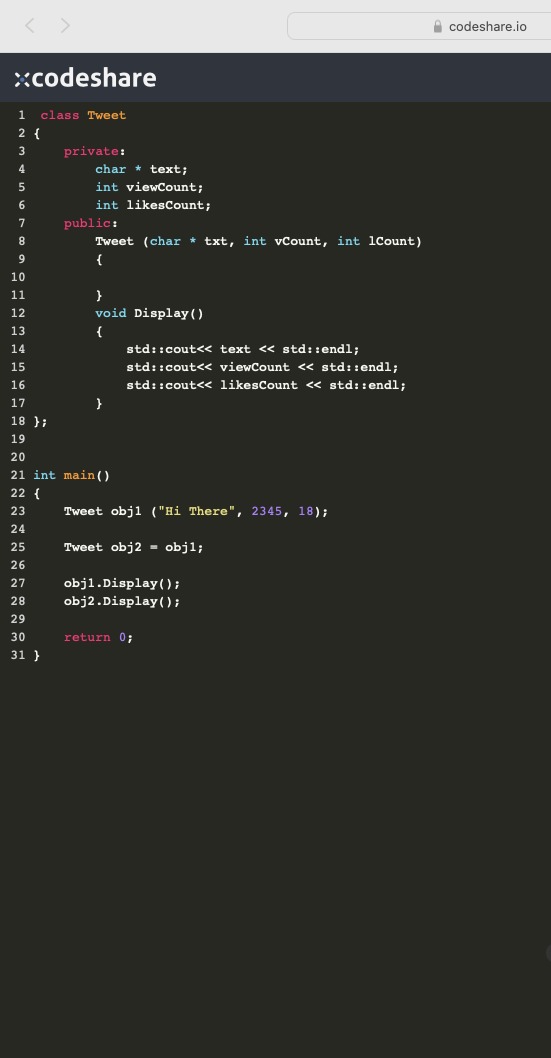 codeshare.io
xcodeshare
1 class Tweet
2 {
3     private:
4         char * text;
5         int viewCount;
6         int likesCount;
7     public:
8         Tweet (char * txt, int vCount, int lCount)
9         {
10
11         }
12         void Display()
13         {
14             std::cout<< text << std::endl;
15             std::cout<< viewCount << std::endl;
16             std::cout<< likesCount << std::endl;
17         }
18 };
19
20
21 int main()
22 {
23     Tweet obj1 ("Hi There", 2345, 18);
24
25     Tweet obj2 = obj1;
26
27     obj1.Display();
28     obj2.Display();
29
30     return 0;
31 }